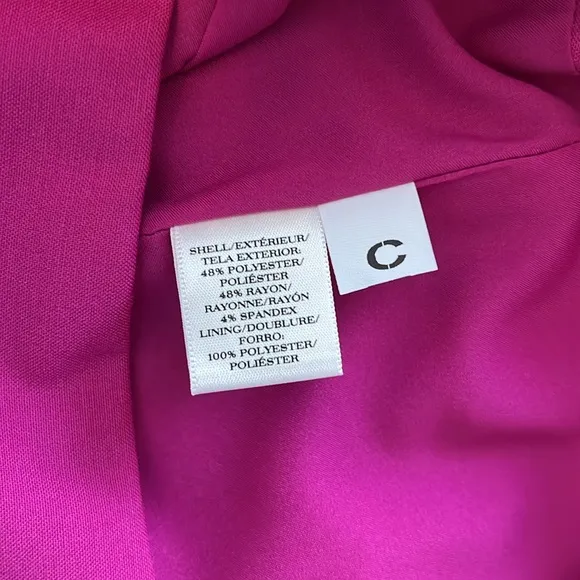 SHELL/EXTÉRIEUR/
TELA EXTERIOR:
48% POLYESTER/
POLIÉSTER
48% RAYON/
RAYONNE/RAYÓN
4% SPANDEX
LINING/DOUBLURE/
FORRO:
100% POLYESTER/
POLIÉSTER
C